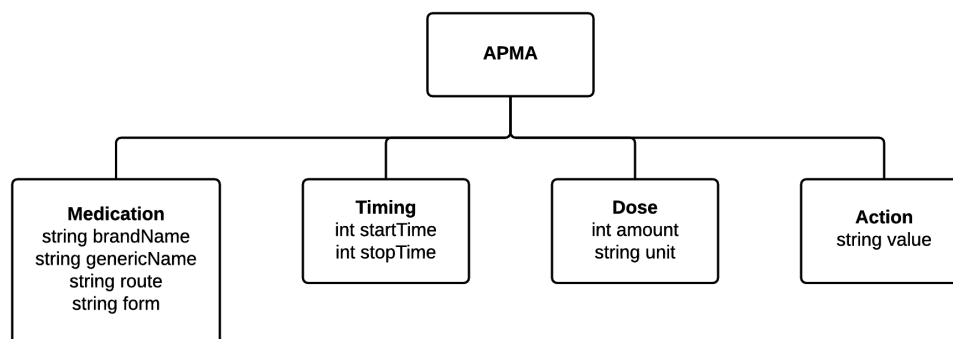 APMA
Medication
string brandName
string genericName
string route
string form
Timing
int startTime
int stopTime
Dose
int amount
string unit
Action
string value